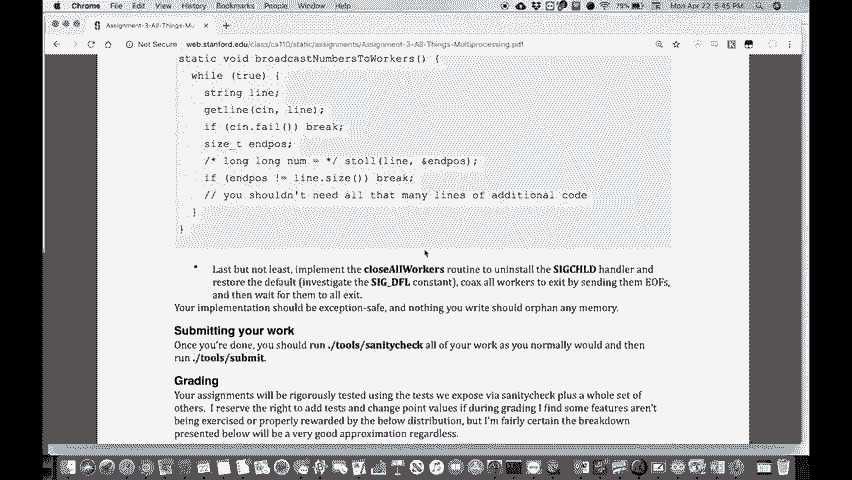 Chrome File Edit View History Bookmarks People Window Help
79% Mon Apr 22 5:45 PM
Assignment-3-All-Things-Mu
Not Secure web.stanford.edu/class/cs110/static/assignments/Assignment-3-All-Things-Multiprocessing.pdf
static void broadcastNumbersToWorkers() {
while (true) {
string line;
getline(cin, line);
if (cin.fail()) break;
size_t endpos;
/* long long num = */ stoll(line, &endpos);
if (endpos != line.size()) break;
// you shouldn't need all that many lines of additional code
}
}
• Last but not least, implement the closeAllWorkers routine to uninstall the SIGCHLD handler and
restore the default (investigate the SIG_DFL constant), coax all workers to exit by sending them EOFs,
and then wait for them to all exit.
Your implementation should be exception-safe, and nothing you write should orphan any memory.
Submitting your work
Once you're done, you should run ./tools/sanitycheck all of your work as you normally would and then
run ./tools/submit.
Grading
Your assignments will be rigorously tested using the tests we expose via sanitycheck plus a whole set of
others. I reserve the right to add tests and change point values if during grading I find some features aren't
being exercised or properly rewarded by the below distribution, but I'm fairly certain the breakdown
presented below will be a very good approximation regardless.